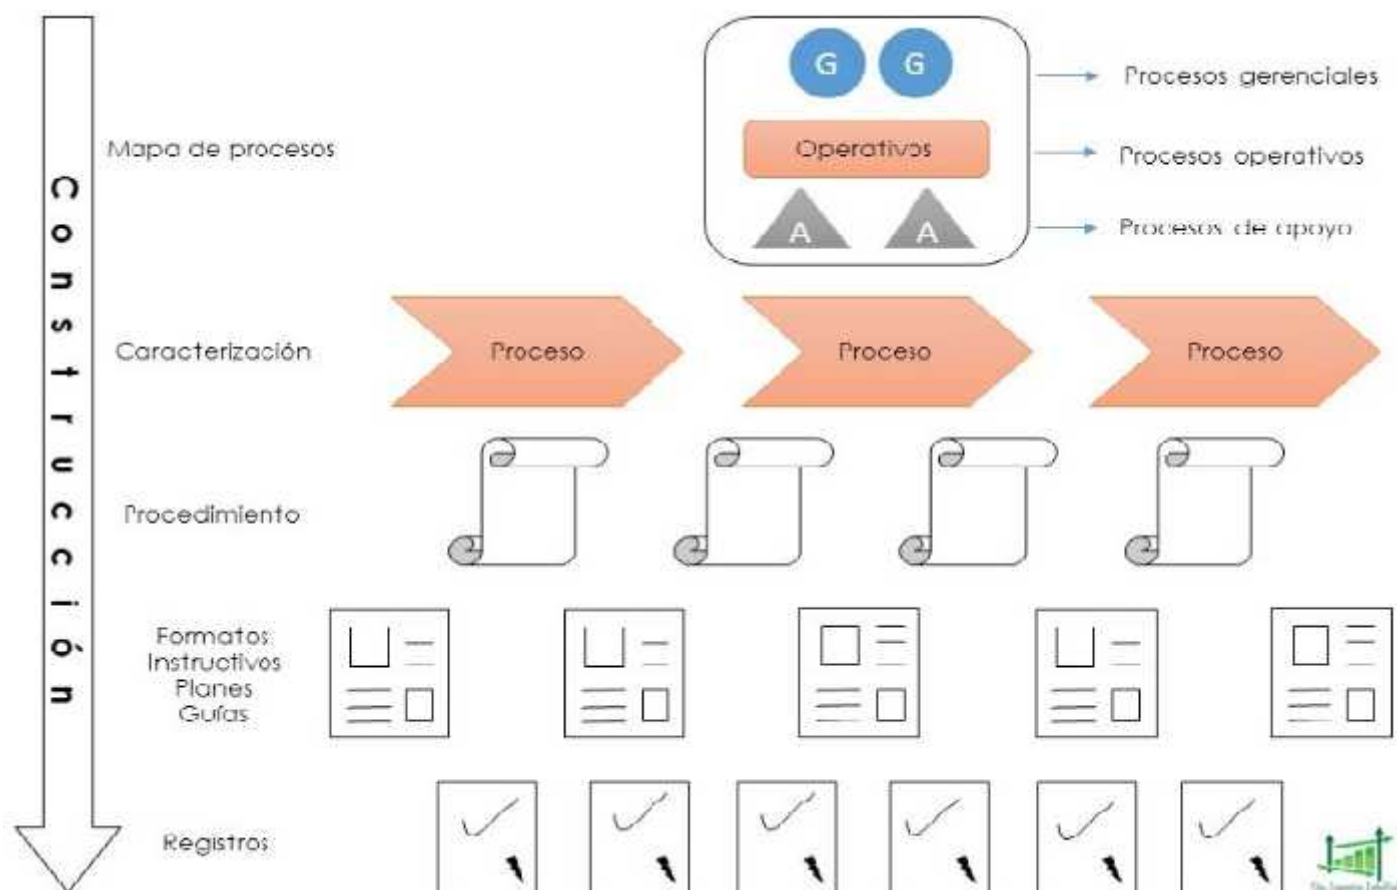 G G
Procesos gerenciales
Mapa de procesos
Operativos
Procesos operativos
A A
Procesos de apoyo
Construcción
Caracterización
Proceso
Proceso
Proceso
Procedimiento
Formatos
Instructivos
Planes
Guías
Registros